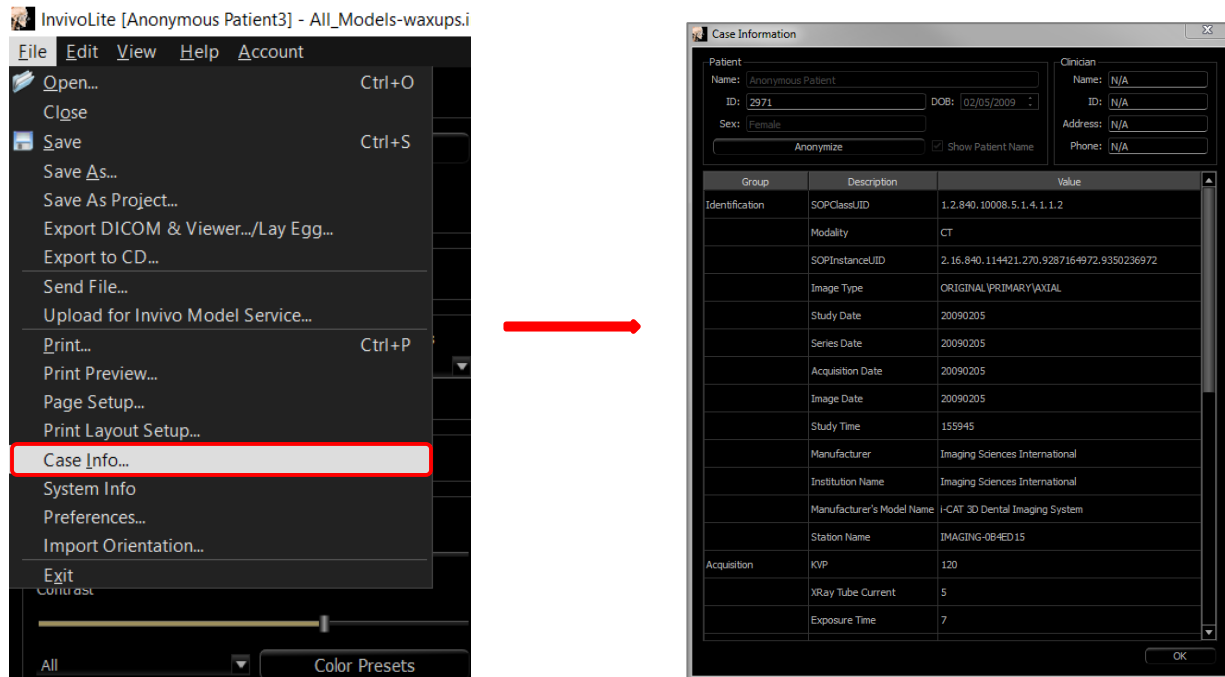 InvivoLite [Anonymous Patient3] - All_Models-waxups.i
File Edit View Help Account
Open... Ctrl+O
Close
Save Ctrl+S
Save As...
Save As Project...
Export DICOM & Viewer.../Lay Egg...
Export to CD...
Send File...
Upload for Invivo Model Service...
Print... Ctrl+P
Print Preview...
Page Setup...
Print Layout Setup...
Case Info...
System Info
Preferences...
Import Orientation...
Exit
Contrast
All Color Presets
Case Information
Patient
Name: Anonymous Patient
ID: 2971 DOB: 02/05/2009
Sex: Female
Anonymize Show Patient Name
Clinician
Name: N/A
ID: N/A
Address: N/A
Phone: N/A
Group Description Value
Identification SOPClassUID 1.2.840.10008.5.1.4.1.1.2
Modality CT
SOPInstanceUID 2.16.840.114421.270.9287164972.9350236972
Image Type ORIGINAL\PRIMARY\AXIAL
Study Date 20090205
Series Date 20090205
Acquisition Date 20090205
Image Date 20090205
Study Time 155945
Manufacturer Imaging Sciences International
Institution Name Imaging Sciences International
Manufacturer's Model Name i-CAT 3D Dental Imaging System
Station Name IMAGING-0B4ED15
Acquisition KVP 120
XRay Tube Current 5
Exposure Time 7
OK